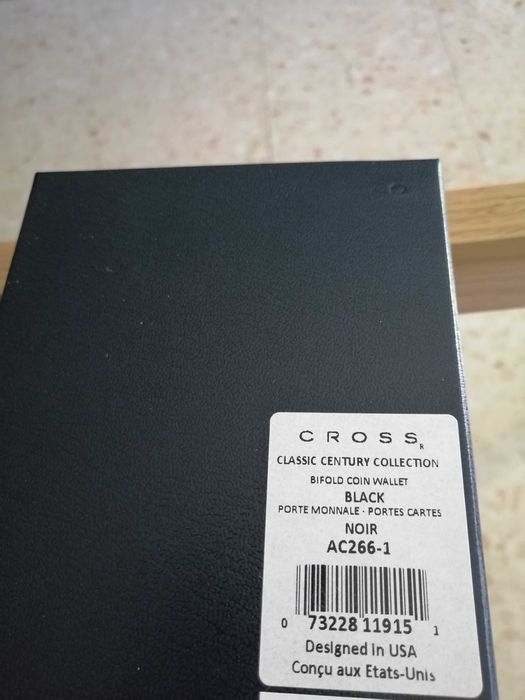 CROSS®
CLASSIC CENTURY COLLECTION
BIFOLD COIN WALLET
BLACK
PORTE MONNALE · PORTES CARTES
NOIR
AC266-1
0 73228 11915 1
Designed in USA
Conçu aux Etats-Unis